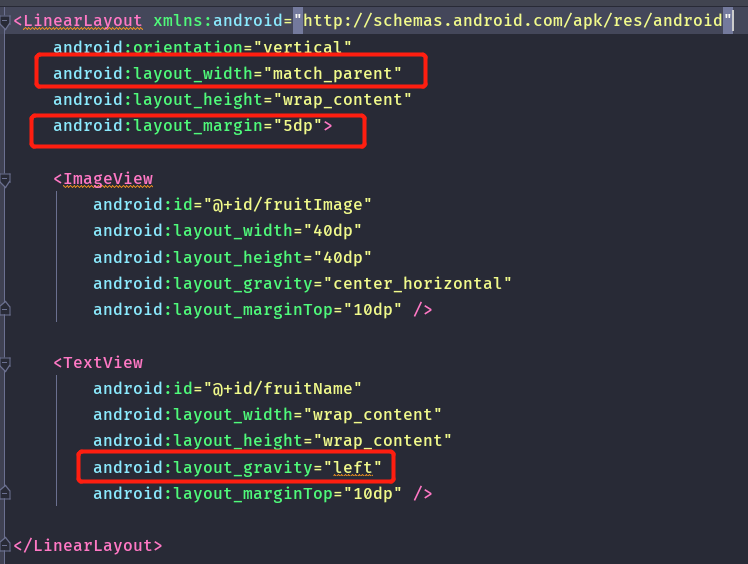 <LinearLayout xmlns:android="http://schemas.android.com/apk/res/android"
android:orientation="vertical"
android:layout_width="match_parent"
android:layout_height="wrap_content"
android:layout_margin="5dp">
<ImageView
android:id="@+id/fruitImage"
android:layout_width="40dp"
android:layout_height="40dp"
android:layout_gravity="center_horizontal"
android:layout_marginTop="10dp" />
<TextView
android:id="@+id/fruitName"
android:layout_width="wrap_content"
android:layout_height="wrap_content"
android:layout_gravity="left"
android:layout_marginTop="10dp" />
</LinearLayout>